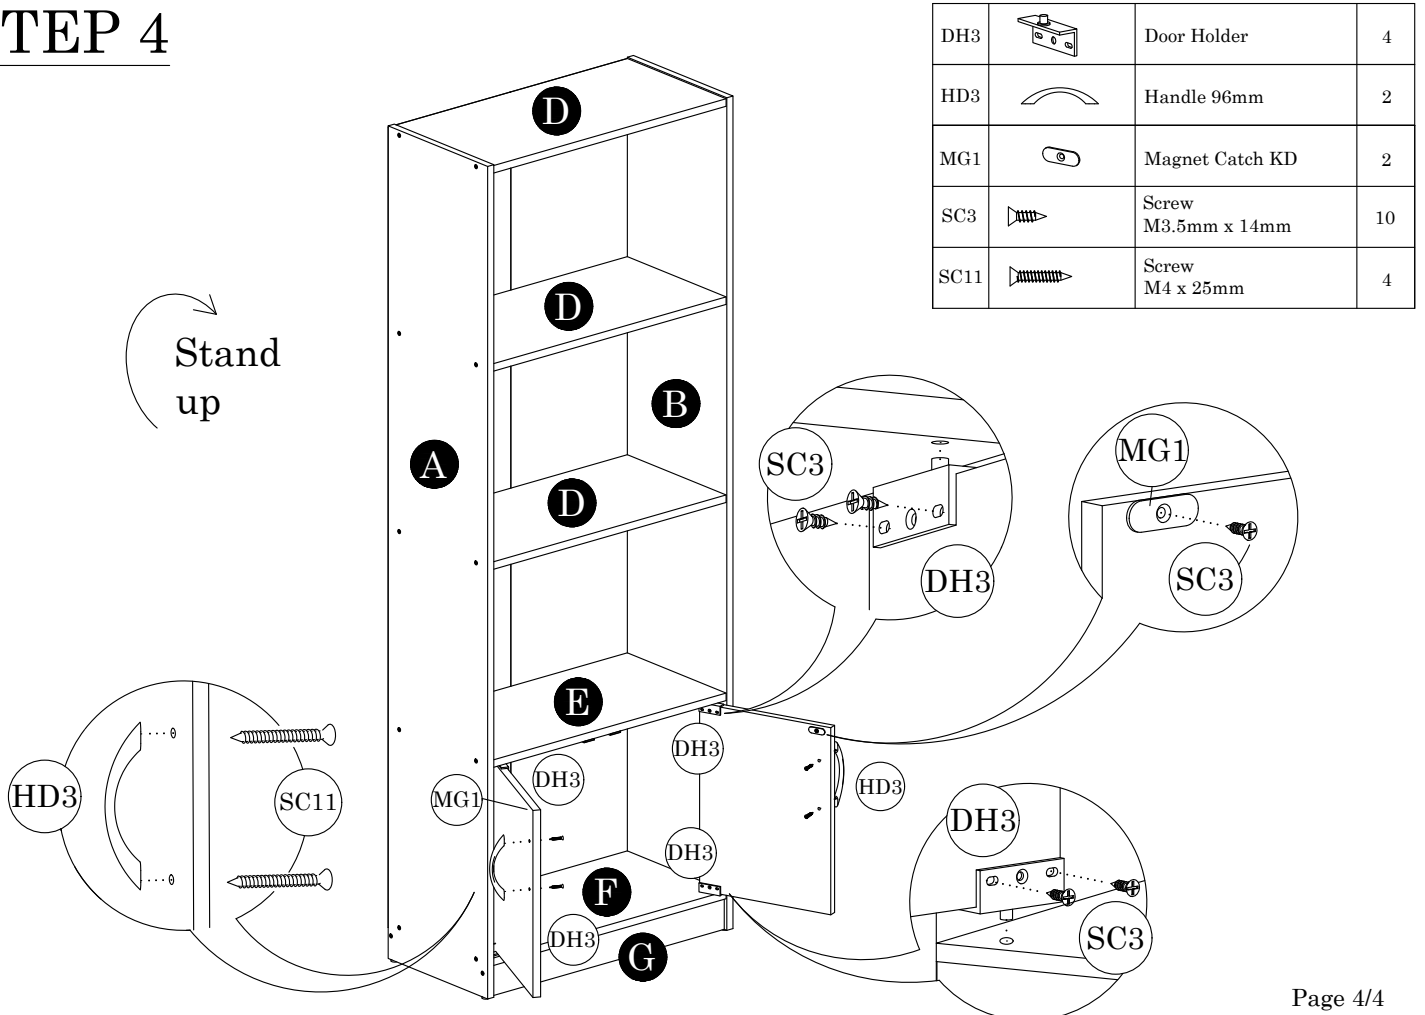 TEP 4
DH3 Door Holder 4
HD3 Handle 96mm 2
MG1 Magnet Catch KD 2
SC3 Screw M3.5mm x 14mm 10
SC11 Screw M4 x 25mm 4
Stand
up
D
D
B
A
D
E
F
G
SC3
DH3
MG1
SC3
HD3
SC11
MG1
DH3
DH3
DH3
DH3
HD3
DH3
SC3
Page 4/4